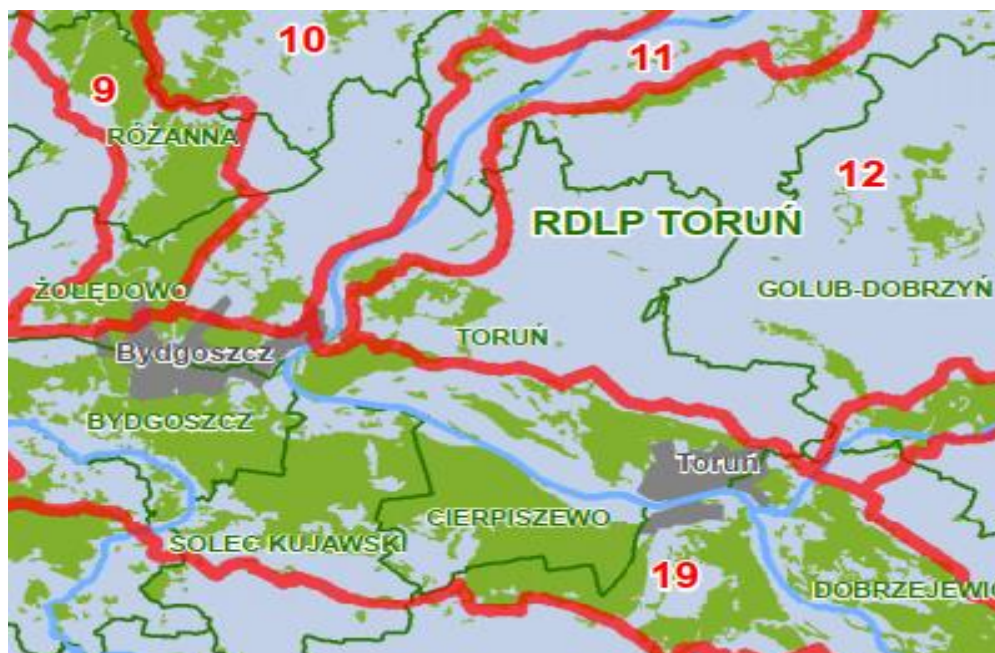 10
11
9
RÓŻANNA
12
RDLP TORUŃ
ŻOŁĘDOWO
GOLUB-DOBRZYŃ
TORUŃ
Bydgoszcz
BYDGOSZCZ
Toruń
CIERPISZEWO
SOLEC KUJAWSKI
19
DOBRZEJEWIC